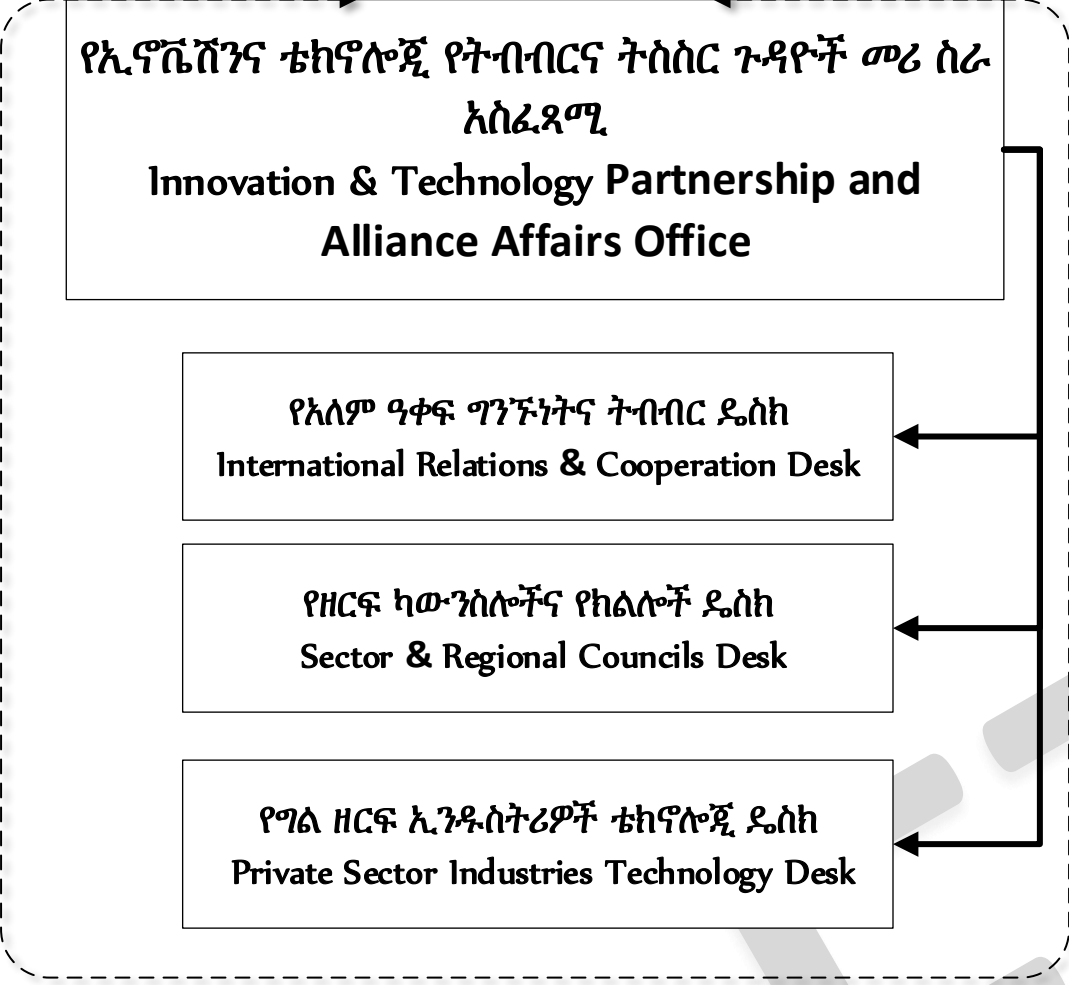 የኢኖቬሽንና ቴክኖሎጂ የትብብርና ትስስር ጉዳዮች መሪ ስራ
አስፈጻሚ
Innovation & Technology Partnership and
Alliance Affairs Office
የአለም ዓቀፍ ግንኙነትና ትብብር ዴስክ
International Relations & Cooperation Desk
የዘርፍ ካውንስሎችና የክልሎች ዴስክ
Sector & Regional Councils Desk
የግል ዘርፍ ኢንዱስትሪዎች ቴክኖሎጂ ዴስክ
Private Sector Industries Technology Desk